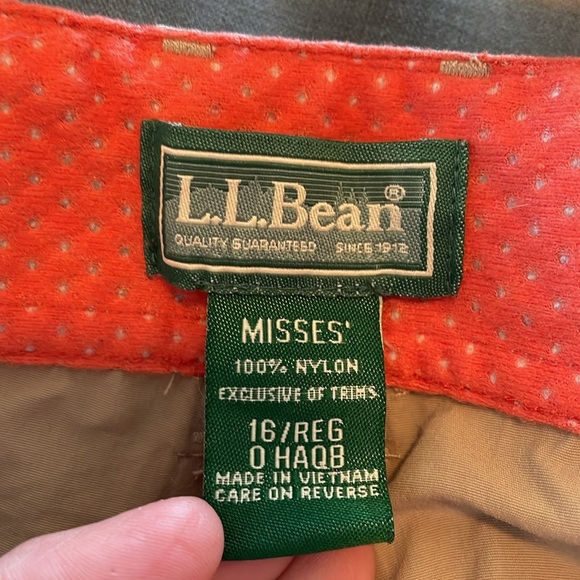 L.L.Bean®
QUALITY GUARANTEED SINCE 1912
MISSES'
100% NYLON
EXCLUSIVE OF TRIMS
16/REG
0 HAQB
MADE IN VIETNAM
CARE ON REVERSE